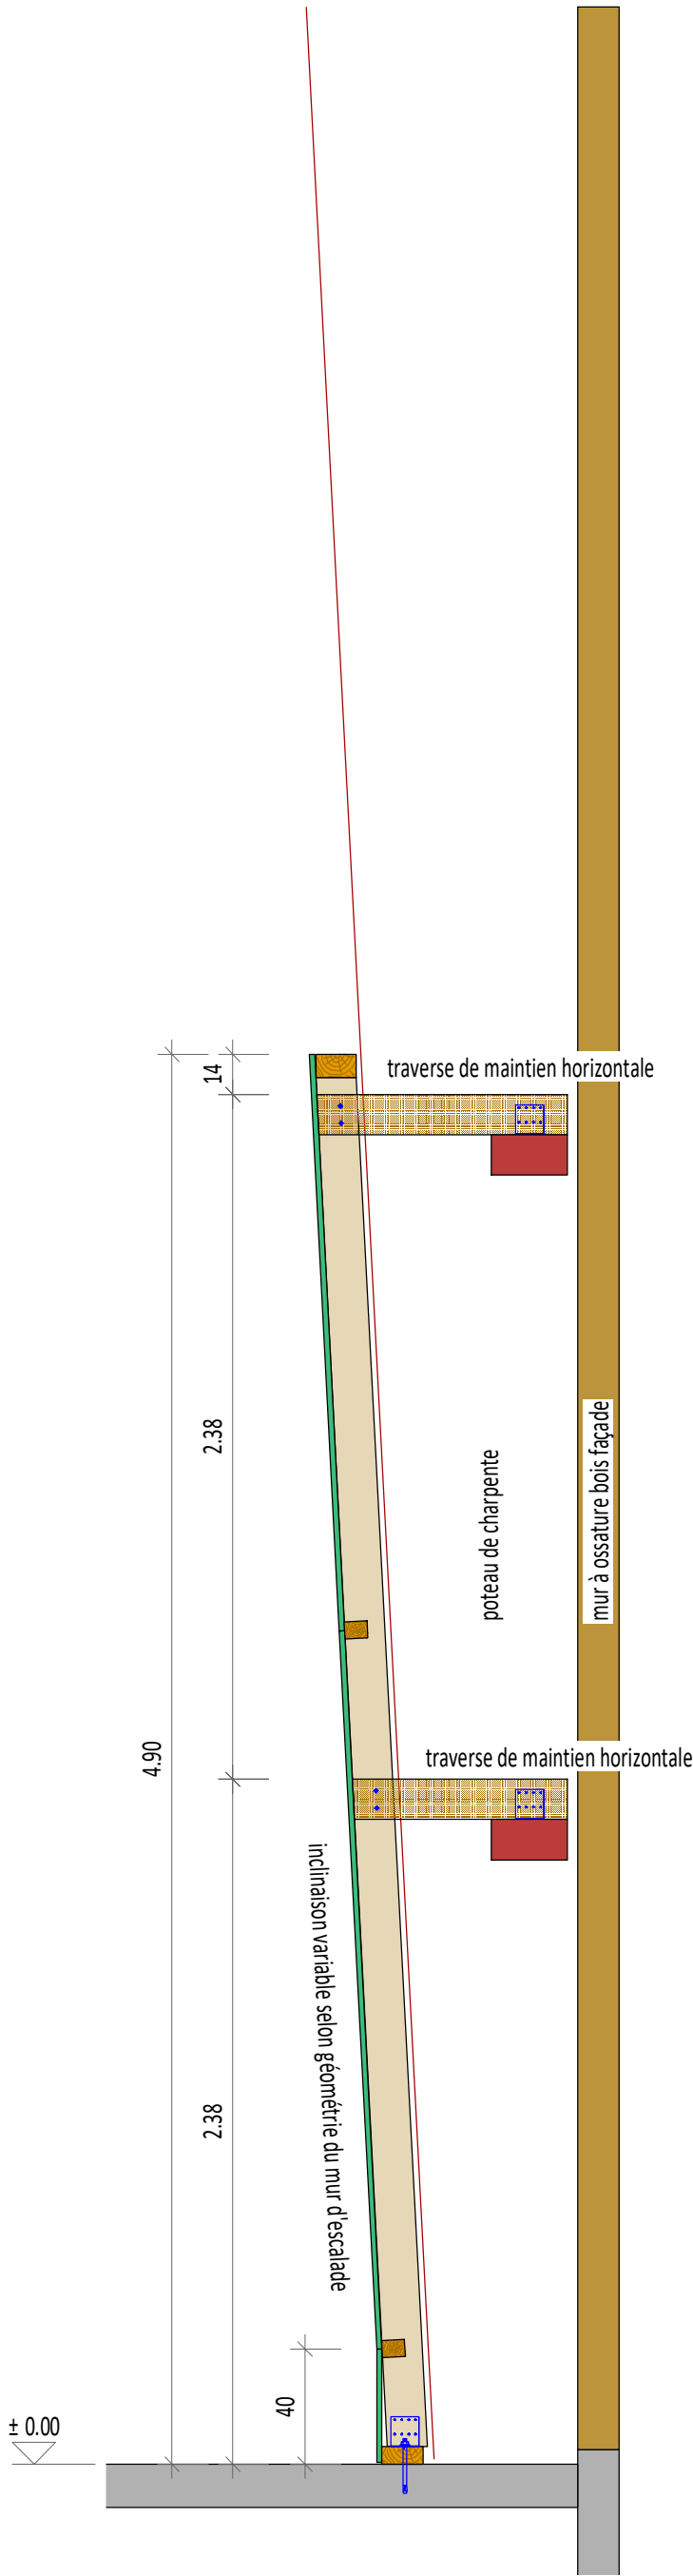 14
traverse de maintien horizontale
2.38
poteau de charpente
mur à ossature bois façade
4.90
traverse de maintien horizontale
inclinaison variable selon géométrie du mur d'escalade
2.38
40
± 0.00